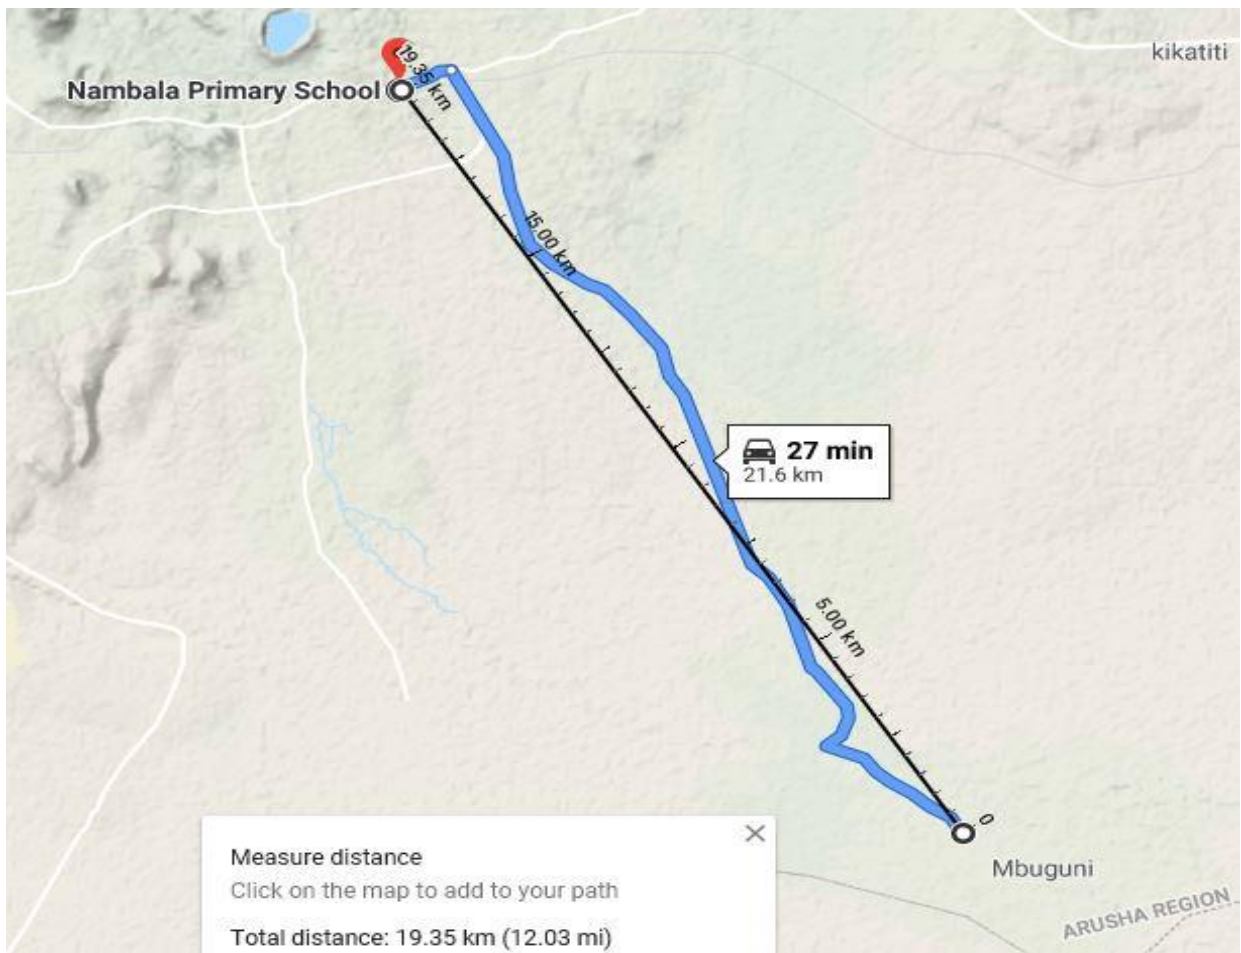 kikatiti
19.35 km
Nambala Primary School
15.00 km
27 min
21.6 km
5.00 km
0
Mbuguni
ARUSHA REGION
Measure distance
Click on the map to add to your path
Total distance: 19.35 km (12.03 mi)